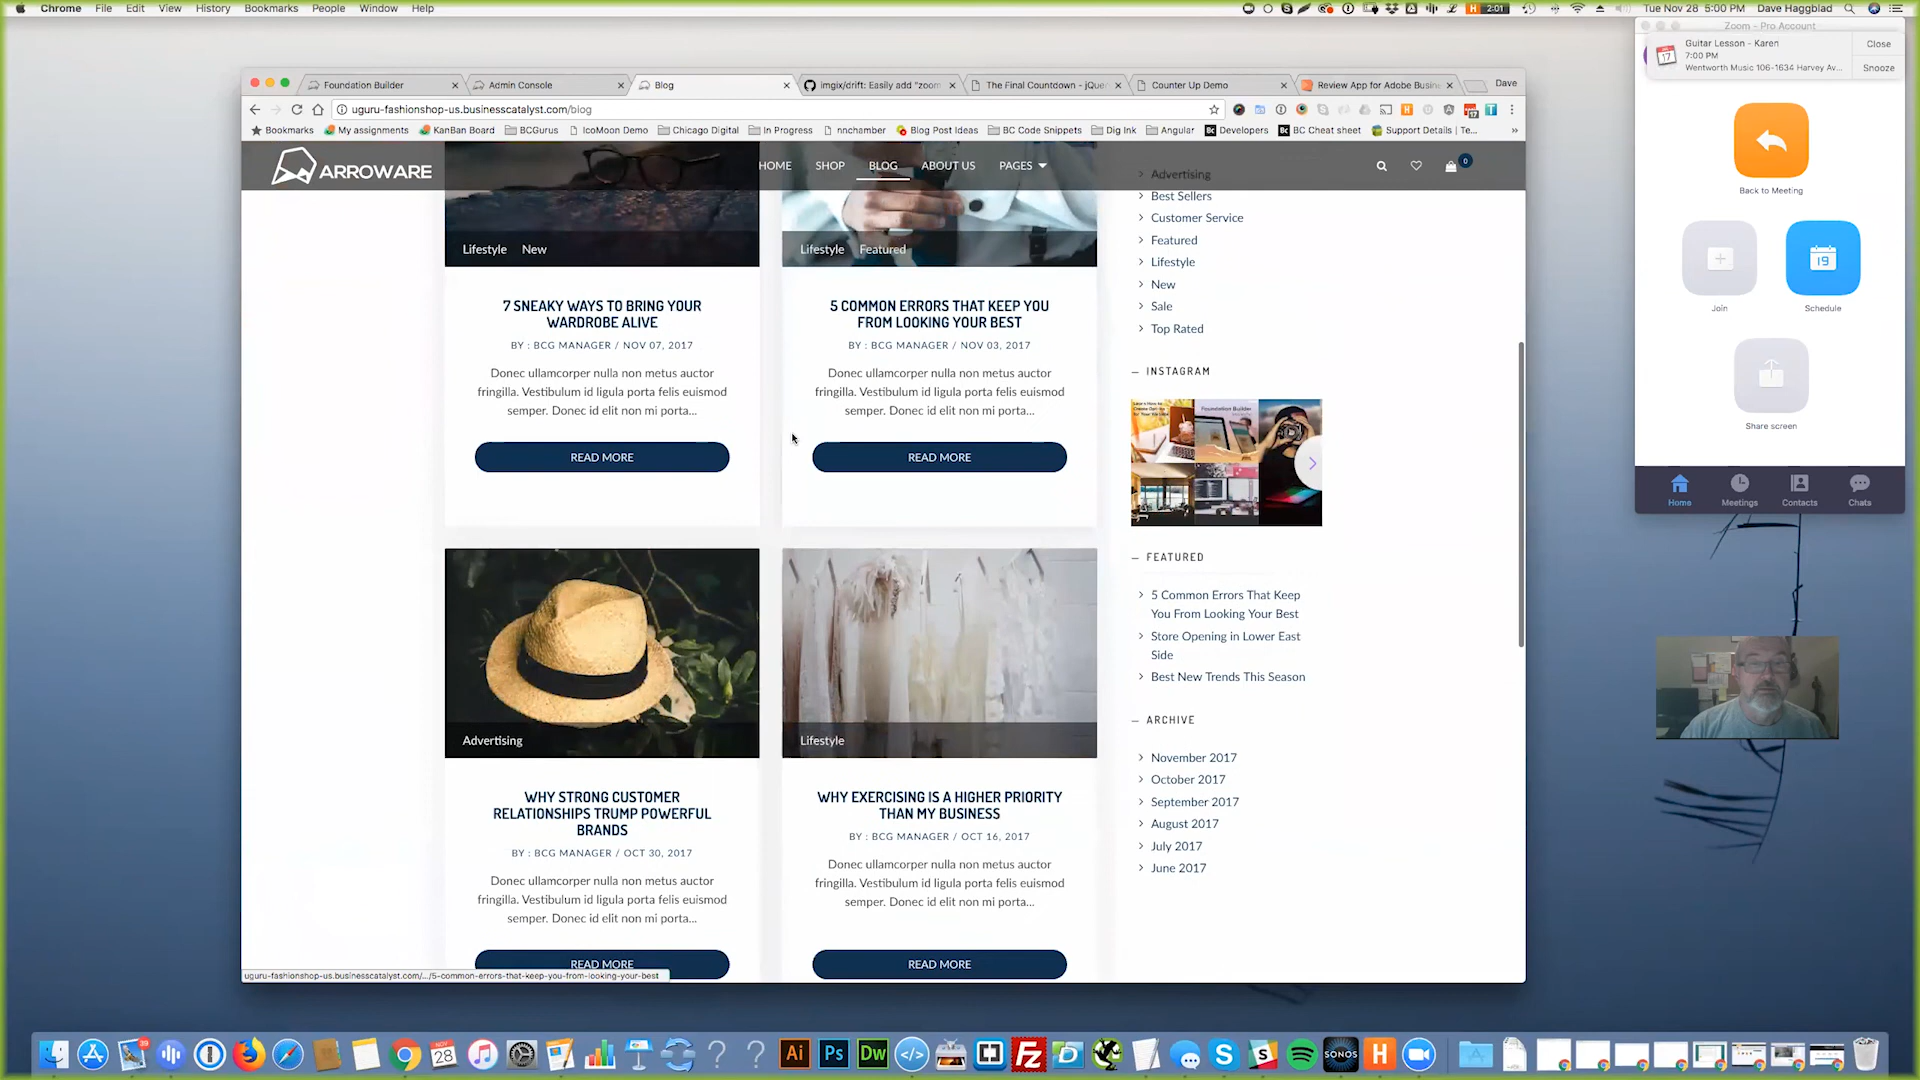 Chrome File Edit View History Bookmarks People Window Help
2:01 Tue Nov 28 5:00 PM Dave Haggblad
Zoom - Pro Account
Guitar Lesson - Karen
7:00 PM
Wentworth Music 106-1634 Harvey Av...
Close
Snooze
Foundation Builder Admin Console Blog imgix/drift: Easily add "zoom The Final Countdown - jQuer Counter Up Demo Review App for Adobe Busin Dave
uguru-fashionshop-us.businesscatalyst.com/blog
Bookmarks My assignments KanBan Board BCGurus IcoMoon Demo Chicago Digital In Progress nnchamber Blog Post Ideas BC Code Snippets Dig Ink Angular Developers BC Cheat sheet Support Details | Te...
ARROWARE
HOME SHOP BLOG ABOUT US PAGES 0
Lifestyle New
7 SNEAKY WAYS TO BRING YOUR
WARDROBE ALIVE
BY : BCG MANAGER / NOV 07, 2017
Donec ullamcorper nulla non metus auctor
fringilla. Vestibulum id ligula porta felis euismod
semper. Donec id elit non mi porta...
READ MORE
Lifestyle Featured
5 COMMON ERRORS THAT KEEP YOU
FROM LOOKING YOUR BEST
BY : BCG MANAGER / NOV 03, 2017
Donec ullamcorper nulla non metus auctor
fringilla. Vestibulum id ligula porta felis euismod
semper. Donec id elit non mi porta...
READ MORE
Advertising
WHY STRONG CUSTOMER
RELATIONSHIPS TRUMP POWERFUL
BRANDS
BY : BCG MANAGER / OCT 30, 2017
Donec ullamcorper nulla non metus auctor
fringilla. Vestibulum id ligula porta felis euismod
semper. Donec id elit non mi porta...
READ MORE
Lifestyle
WHY EXERCISING IS A HIGHER PRIORITY
THAN MY BUSINESS
BY : BCG MANAGER / OCT 16, 2017
Donec ullamcorper nulla non metus auctor
fringilla. Vestibulum id ligula porta felis euismod
semper. Donec id elit non mi porta...
READ MORE
Advertising
Best Sellers
Customer Service
Featured
Lifestyle
New
Sale
Top Rated
INSTAGRAM
Foundation Builder
FEATURED
5 Common Errors That Keep
You From Looking Your Best
Store Opening in Lower East
Side
Best New Trends This Season
ARCHIVE
November 2017
October 2017
September 2017
August 2017
July 2017
June 2017
uguru-fashionshop-us.businesscatalyst.com/.../5-common-errors-that-keep-you-from-looking-your-best
Back to Meeting
19
Join Schedule
Share screen
Home Meetings Contacts Chats
39
NOV
28
Ai Ps Dw
SONOS
H